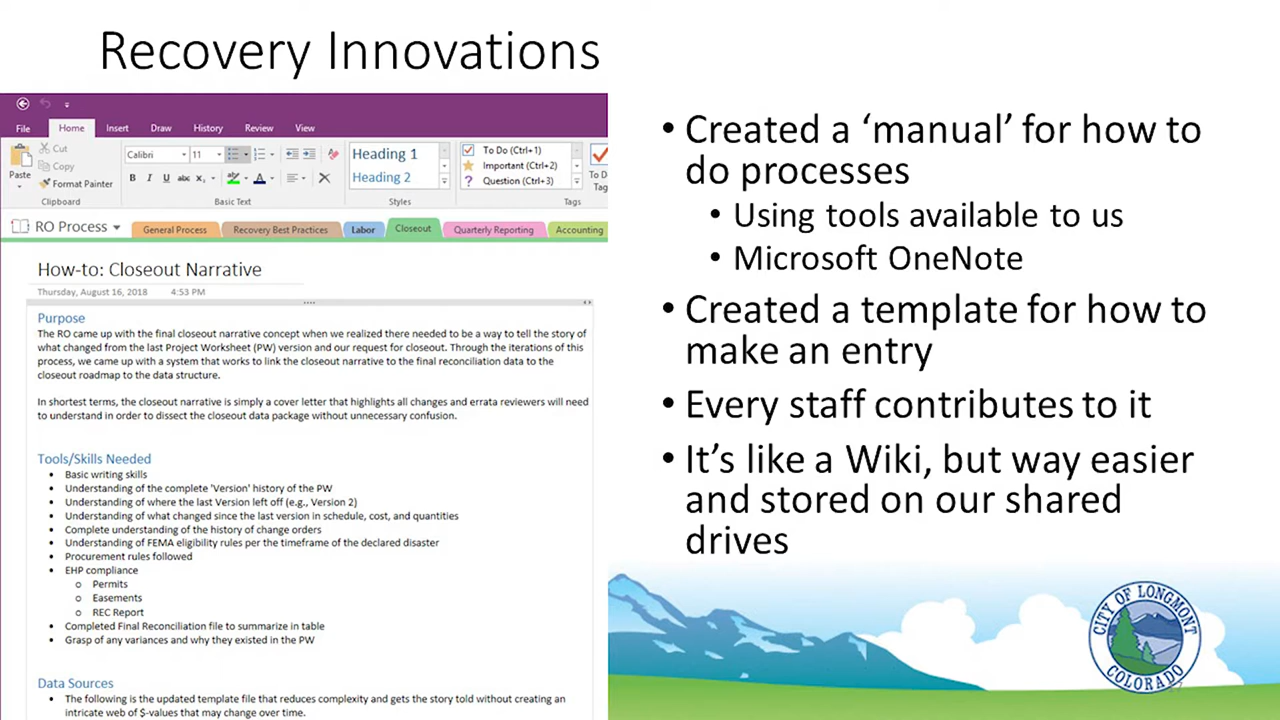 Recovery Innovations
File Home Insert Draw History Review View
Paste
Cut
Copy
Format Painter
Clipboard
Calibri 11
B I U abc x₂ A
Basic Text
Heading 1
Heading 2
Styles
To Do (Ctrl+1)
Important (Ctrl+2)
? Question (Ctrl+3)
To D
Tag
Tags
RO Process General Process Recovery Best Practices Labor Closeout Quarterly Reporting Accounting
How-to: Closeout Narrative
Thursday, August 16, 2018 4:53 PM
Purpose
The RO came up with the final closeout narrative concept when we realized there needed to be a way to tell the story of
what changed from the last Project Worksheet (PW) version and our request for closeout. Through the iterations of this
process, we came up with a system that works to link the closeout narrative to the final reconciliation data to the
closeout roadmap to the data structure.
In shortest terms, the closeout narrative is simply a cover letter that highlights all changes and errata reviewers will need
to understand in order to dissect the closeout data package without unnecessary confusion.
Tools/Skills Needed
• Basic writing skills
• Understanding of the complete 'Version' history of the PW
• Understanding of where the last Version left off (e.g., Version 2)
• Understanding of what changed since the last version in schedule, cost, and quantities
• Complete understanding of the history of change orders
• Understanding of FEMA eligibility rules per the timeframe of the declared disaster
• Procurement rules followed
• EHP compliance
o Permits
o Easements
o REC Report
• Completed Final Reconciliation file to summarize in table
• Grasp of any variances and why they existed in the PW
Data Sources
• The following is the updated template file that reduces complexity and gets the story told without creating an
intricate web of $-values that may change over time.
• Created a ‘manual’ for how to
do processes
• Using tools available to us
• Microsoft OneNote
• Created a template for how to
make an entry
• Every staff contributes to it
• It’s like a Wiki, but way easier
and stored on our shared
drives
CITY OF LONGMONT
COLORADO